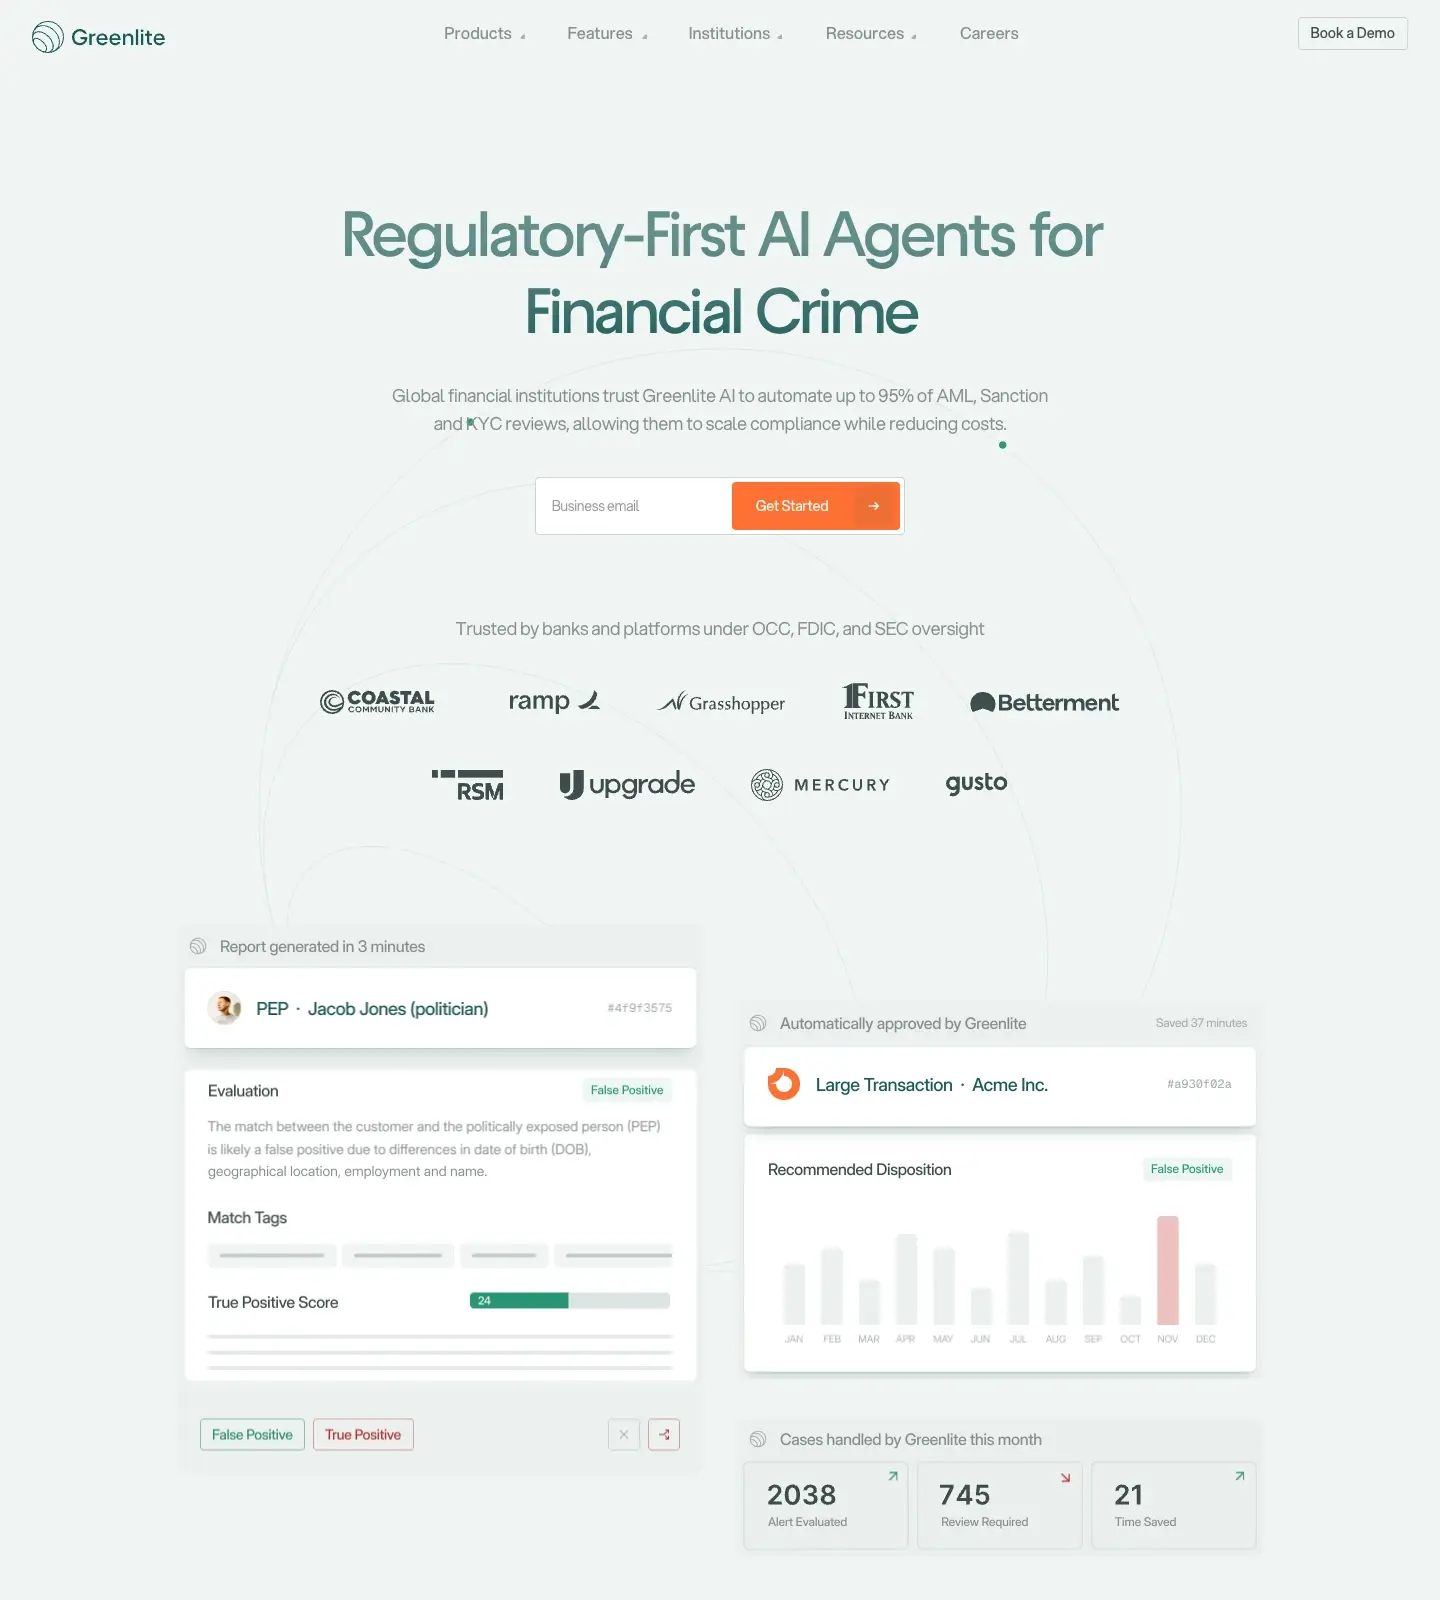 Greenlite
Products
Features
Institutions
Resources
Careers
Book a Demo
Regulatory-First AI Agents for
Financial Crime
Global financial institutions trust Greenlite AI to automate up to 95% of AML, Sanction
and KYC reviews, allowing them to scale compliance while reducing costs.
Business email
Get Started
Trusted by banks and platforms under OCC, FDIC, and SEC oversight
COASTAL
COMMUNITY BANK
ramp
Grasshopper
FIRST
INTERNET BANK
Betterment
RSM
upgrade
MERCURY
gusto
Report generated in 3 minutes
PEP · Jacob Jones (politician)
#4f9f3575
Evaluation
False Positive
The match between the customer and the politically exposed person (PEP)
is likely a false positive due to differences in date of birth (DOB),
geographical location, employment and name.
Match Tags
True Positive Score
24
False Positive
True Positive
Automatically approved by Greenlite
Saved 37 minutes
Large Transaction · Acme Inc.
#a930f02a
Recommended Disposition
False Positive
JAN FEB MAR APR MAY JUN JUL AUG SEP OCT NOV DEC
Cases handled by Greenlite this month
2038
Alert Evaluated
745
Review Required
21
Time Saved